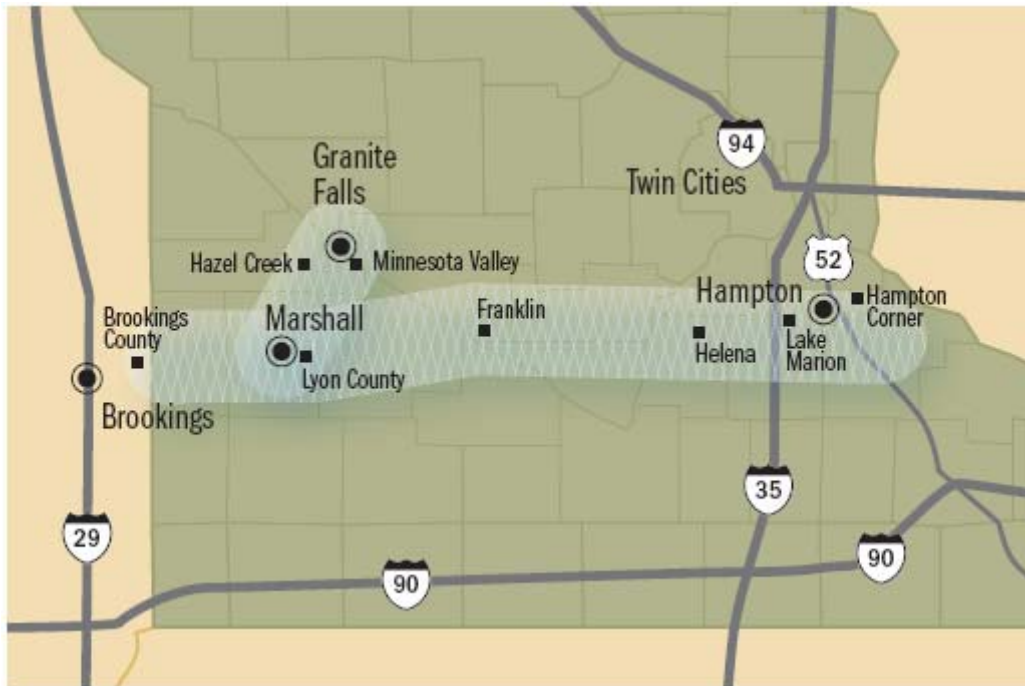 94
Granite
Falls
Twin Cities
52
Hazel Creek
Minnesota Valley
Hampton
Hampton
Corner
Brookings
County
Marshall
Franklin
Lake
Marion
Helena
Lyon County
Brookings
35
29
90
90